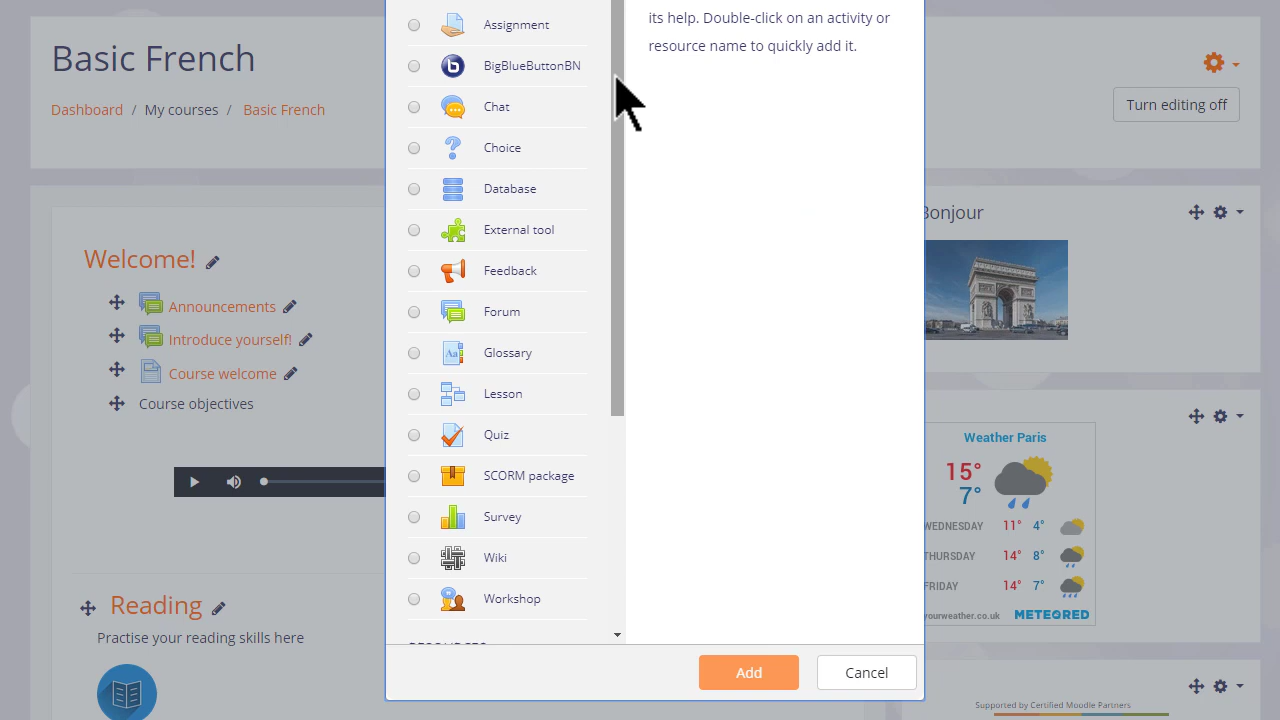 Basic French
Dashboard / My courses / Basic French
Turn editing off
Welcome!
Announcements
Introduce yourself!
Course welcome
Course objectives
Reading
Practise your reading skills here
Assignment
BigBlueButtonBN
Chat
Choice
Database
External tool
Feedback
Forum
Glossary
Lesson
Quiz
SCORM package
Survey
Wiki
Workshop
RESOURCES
its help. Double-click on an activity or
resource name to quickly add it.
Add
Cancel
Bonjour
Weather Paris
15°
7°
WEDNESDAY 11° 4°
THURSDAY 14° 8°
FRIDAY 14° 7°
yourweather.co.uk METEORED
Supported by Certified Moodle Partners